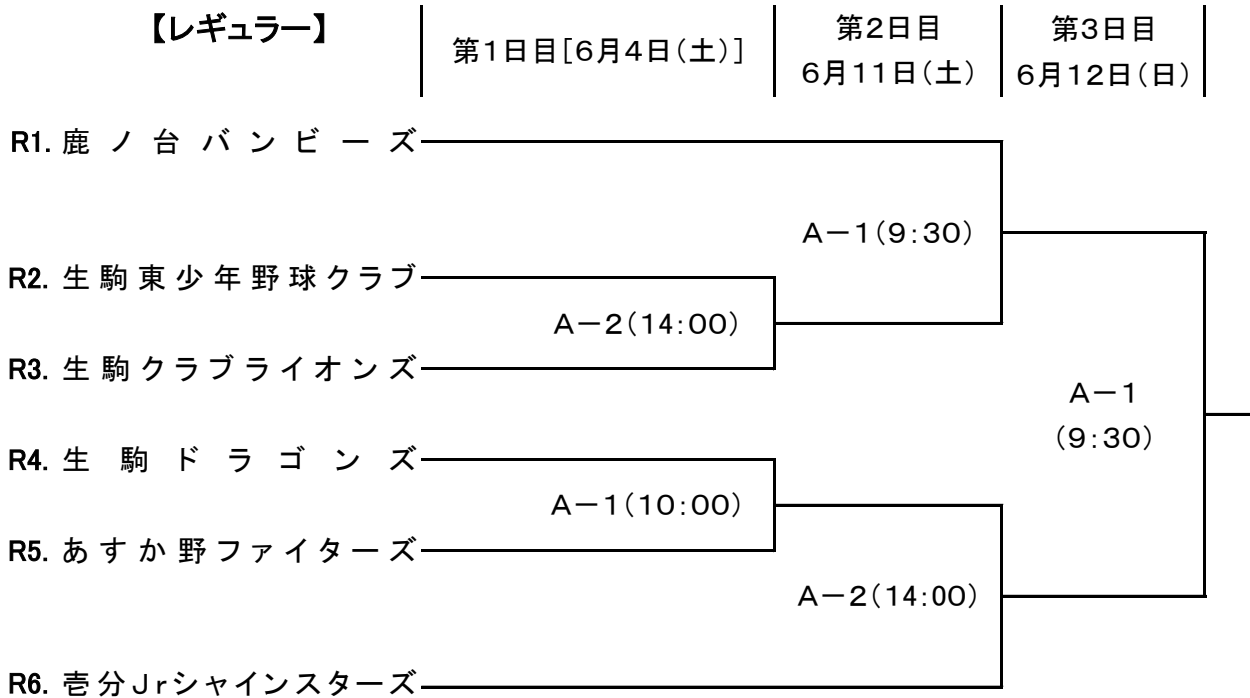 【レギュラー】
第1日目[6月4日(土)]
第2日目
6月11日(土)
第3日目
6月12日(日)
R1. 鹿ノ台バンビーズ
A－1(9:30)
R2. 生駒東少年野球クラブ
A－2(14:00)
R3. 生駒クラブライオンズ
A－1
(9:30)
R4. 生駒ドラゴンズ
A－1(10:00)
R5. あすか野ファイターズ
A－2(14:00)
R6. 壱分Jrシャインスターズ